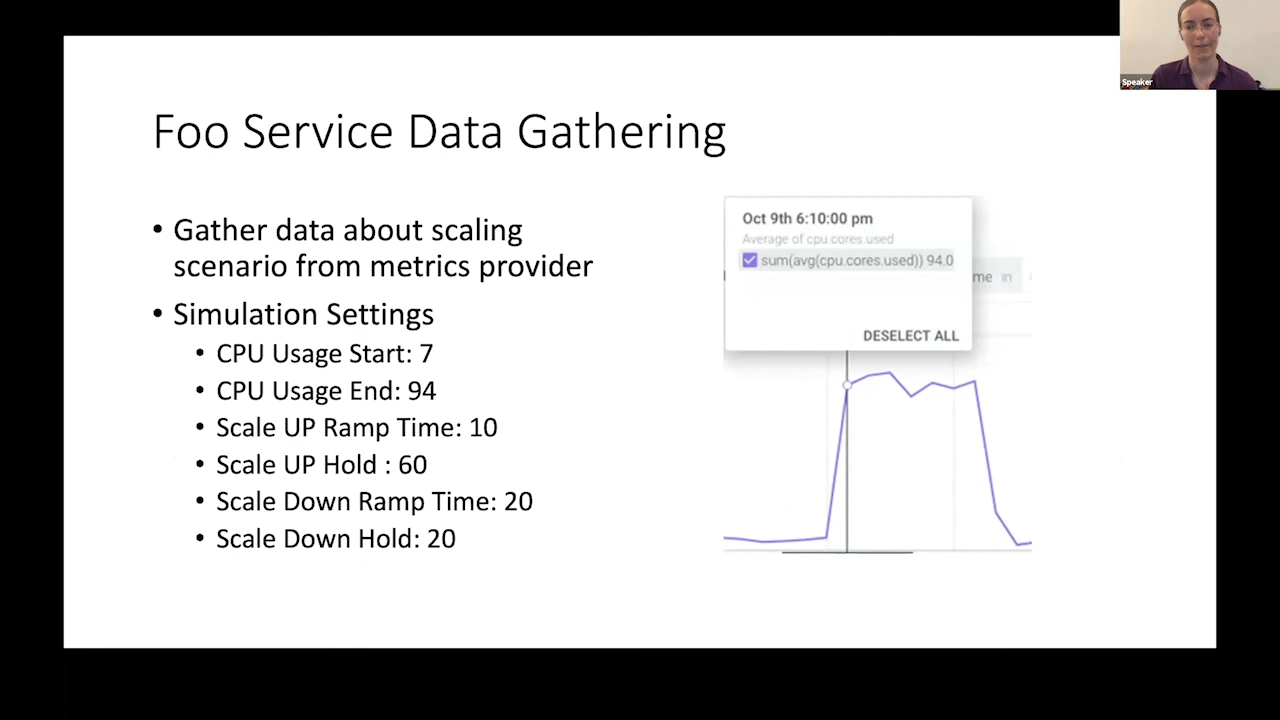 Speaker
Foo Service Data Gathering
• Gather data about scaling
scenario from metrics provider
• Simulation Settings
• CPU Usage Start: 7
• CPU Usage End: 94
• Scale UP Ramp Time: 10
• Scale UP Hold : 60
• Scale Down Ramp Time: 20
• Scale Down Hold: 20
Oct 9th 6:10:00 pm
Average of cpu.cores.used
sum(avg(cpu.cores.used)) 94.0
me in
DESELECT ALL